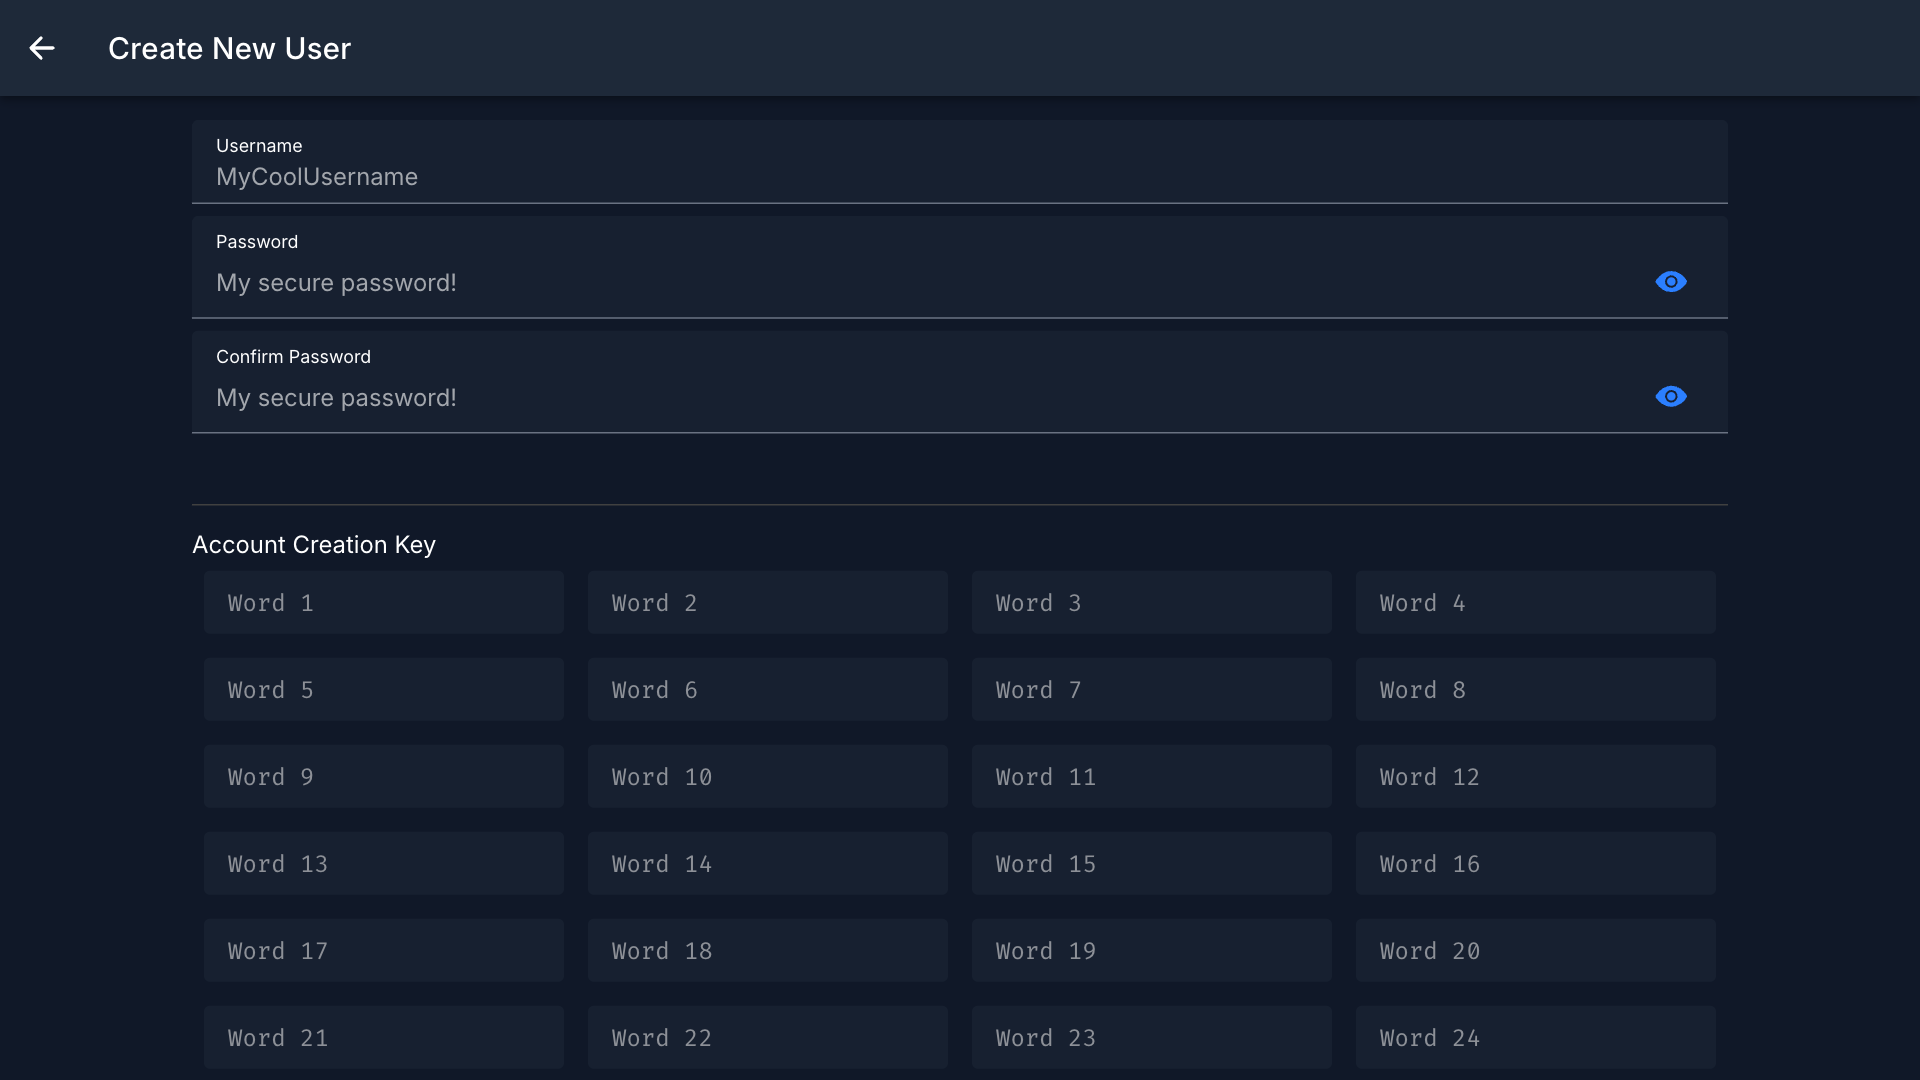 Create New User
Username
MyCoolUsername
Password
My secure password!
Confirm Password
My secure password!
Account Creation Key
Word 1 Word 2 Word 3 Word 4
Word 5 Word 6 Word 7 Word 8
Word 9 Word 10 Word 11 Word 12
Word 13 Word 14 Word 15 Word 16
Word 17 Word 18 Word 19 Word 20
Word 21 Word 22 Word 23 Word 24